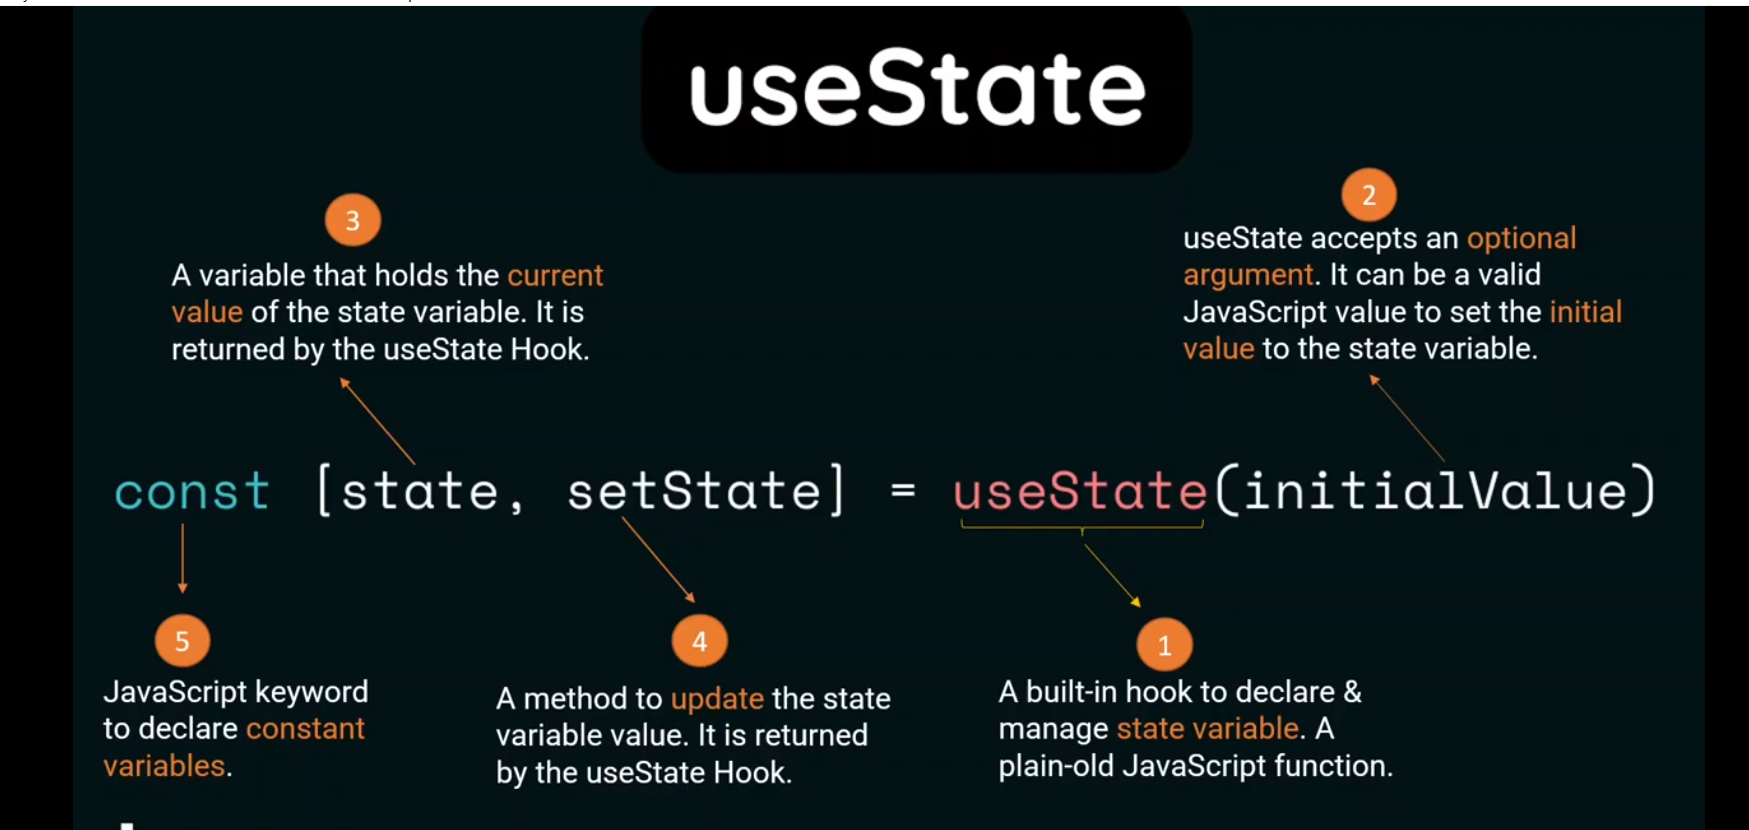 useState
3
A variable that holds the current
value of the state variable. It is
returned by the useState Hook.
2
useState accepts an optional
argument. It can be a valid
JavaScript value to set the initial
value to the state variable.
const [state, setState] = useState(initialValue)
5
JavaScript keyword
to declare constant
variables.
4
A method to update the state
variable value. It is returned
by the useState Hook.
1
A built-in hook to declare &
manage state variable. A
plain-old JavaScript function.